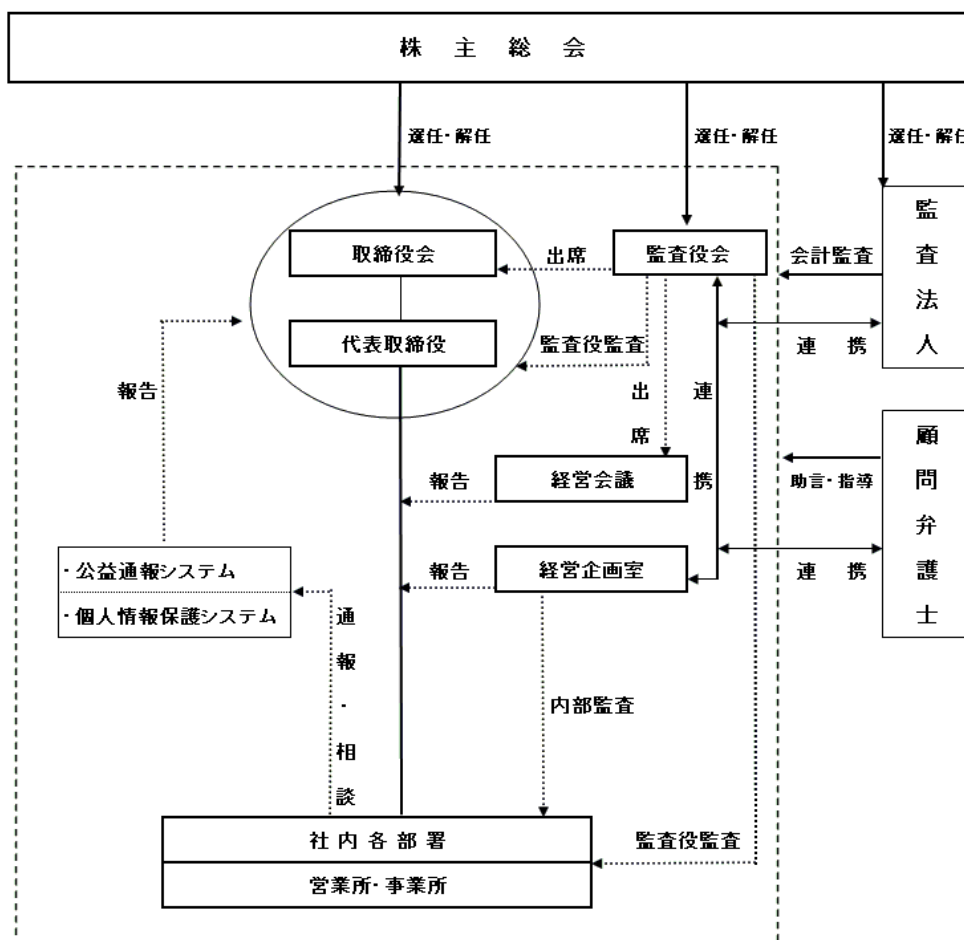 株主総会
選任・解任
選任・解任
選任・解任
監査法人
取締役会
出席
監査役会
会計監査
代表取締役
監査役監査
連携
報告
出席
連携
顧問弁護士
経営会議
報告
助言・指導
経営企画室
報告
連携
・公益通報システム
・個人情報保護システム
通報・相談
内部監査
社内各部署
監査役監査
営業所・事業所